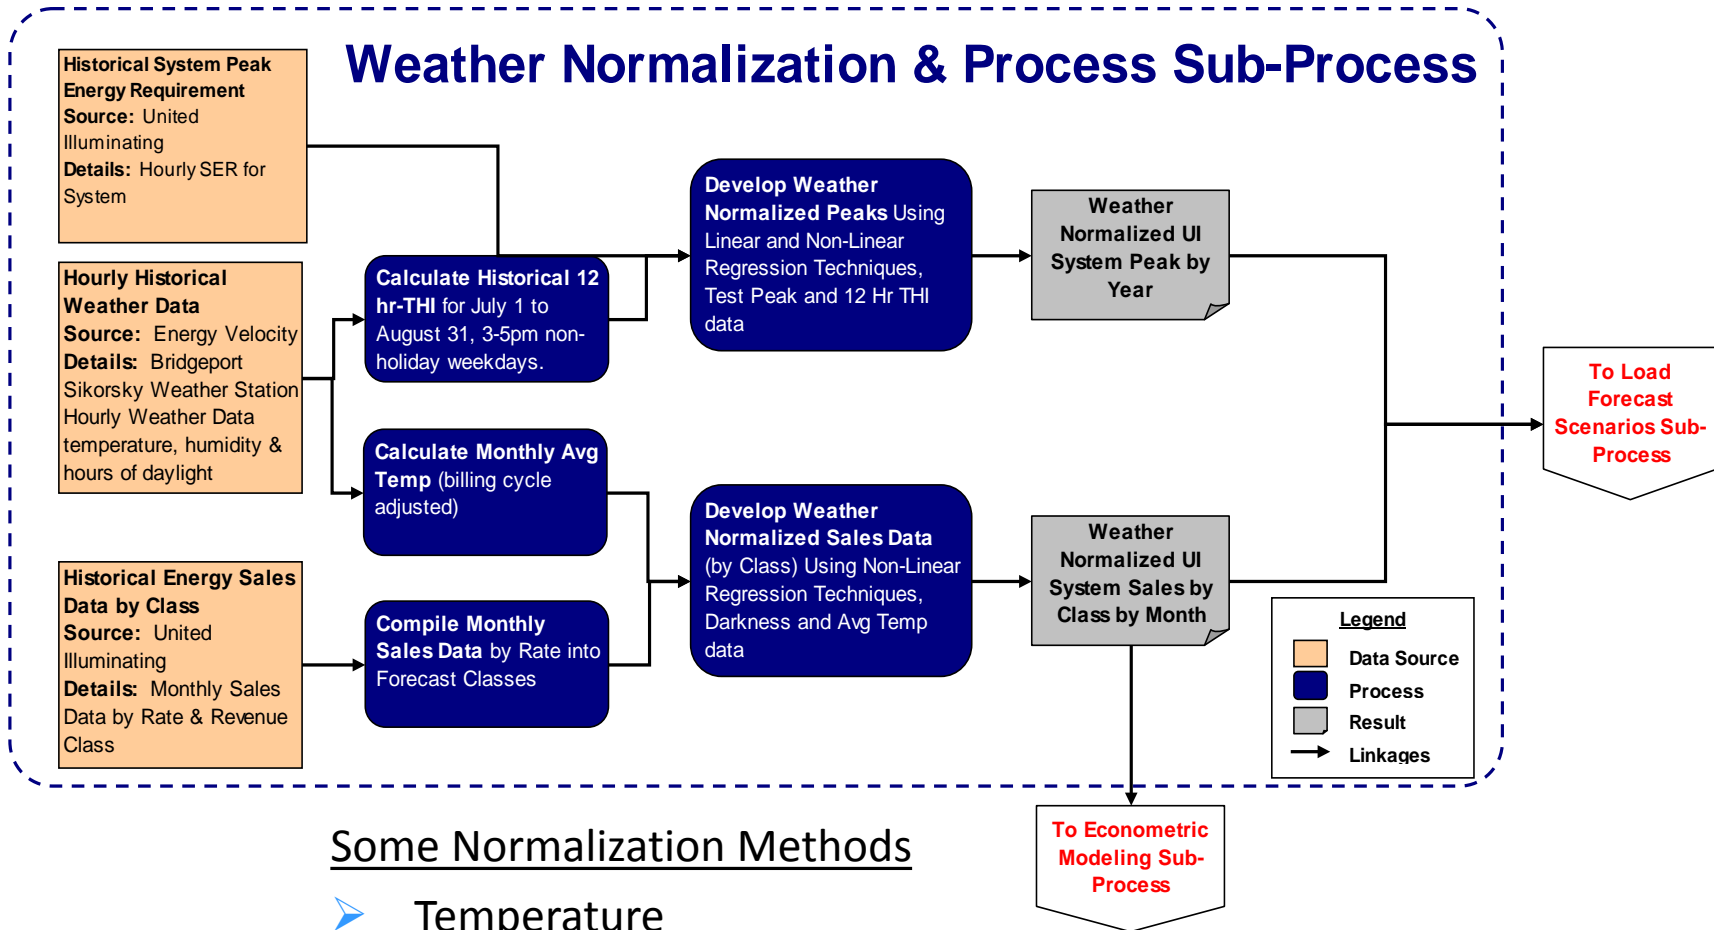 Weather Normalization & Process Sub-Process
Historical System Peak
Energy Requirement
Source: United
Illuminating
Details: Hourly SER for
System
Hourly Historical
Weather Data
Source: Energy Velocity
Details: Bridgeport
Sikorsky Weather Station
Hourly Weather Data
temperature, humidity &
hours of daylight
Historical Energy Sales
Data by Class
Source: United
Illuminating
Details: Monthly Sales
Data by Rate & Revenue
Class
Calculate Historical 12
hr-THI for July 1 to
August 31, 3-5pm non-
holiday weekdays.
Calculate Monthly Avg
Temp (billing cycle
adjusted)
Compile Monthly
Sales Data by Rate into
Forecast Classes
Develop Weather
Normalized Peaks Using
Linear and Non-Linear
Regression Techniques,
Test Peak and 12 Hr THI
data
Develop Weather
Normalized Sales Data
(by Class) Using Non-Linear
Regression Techniques,
Darkness and Avg Temp
data
Weather
Normalized UI
System Peak by
Year
Weather
Normalized UI
System Sales by
Class by Month
To Load
Forecast
Scenarios Sub-
Process
Legend
Data Source
Process
Result
Linkages
To Econometric
Modeling Sub-
Process
Some Normalization Methods
Temperature